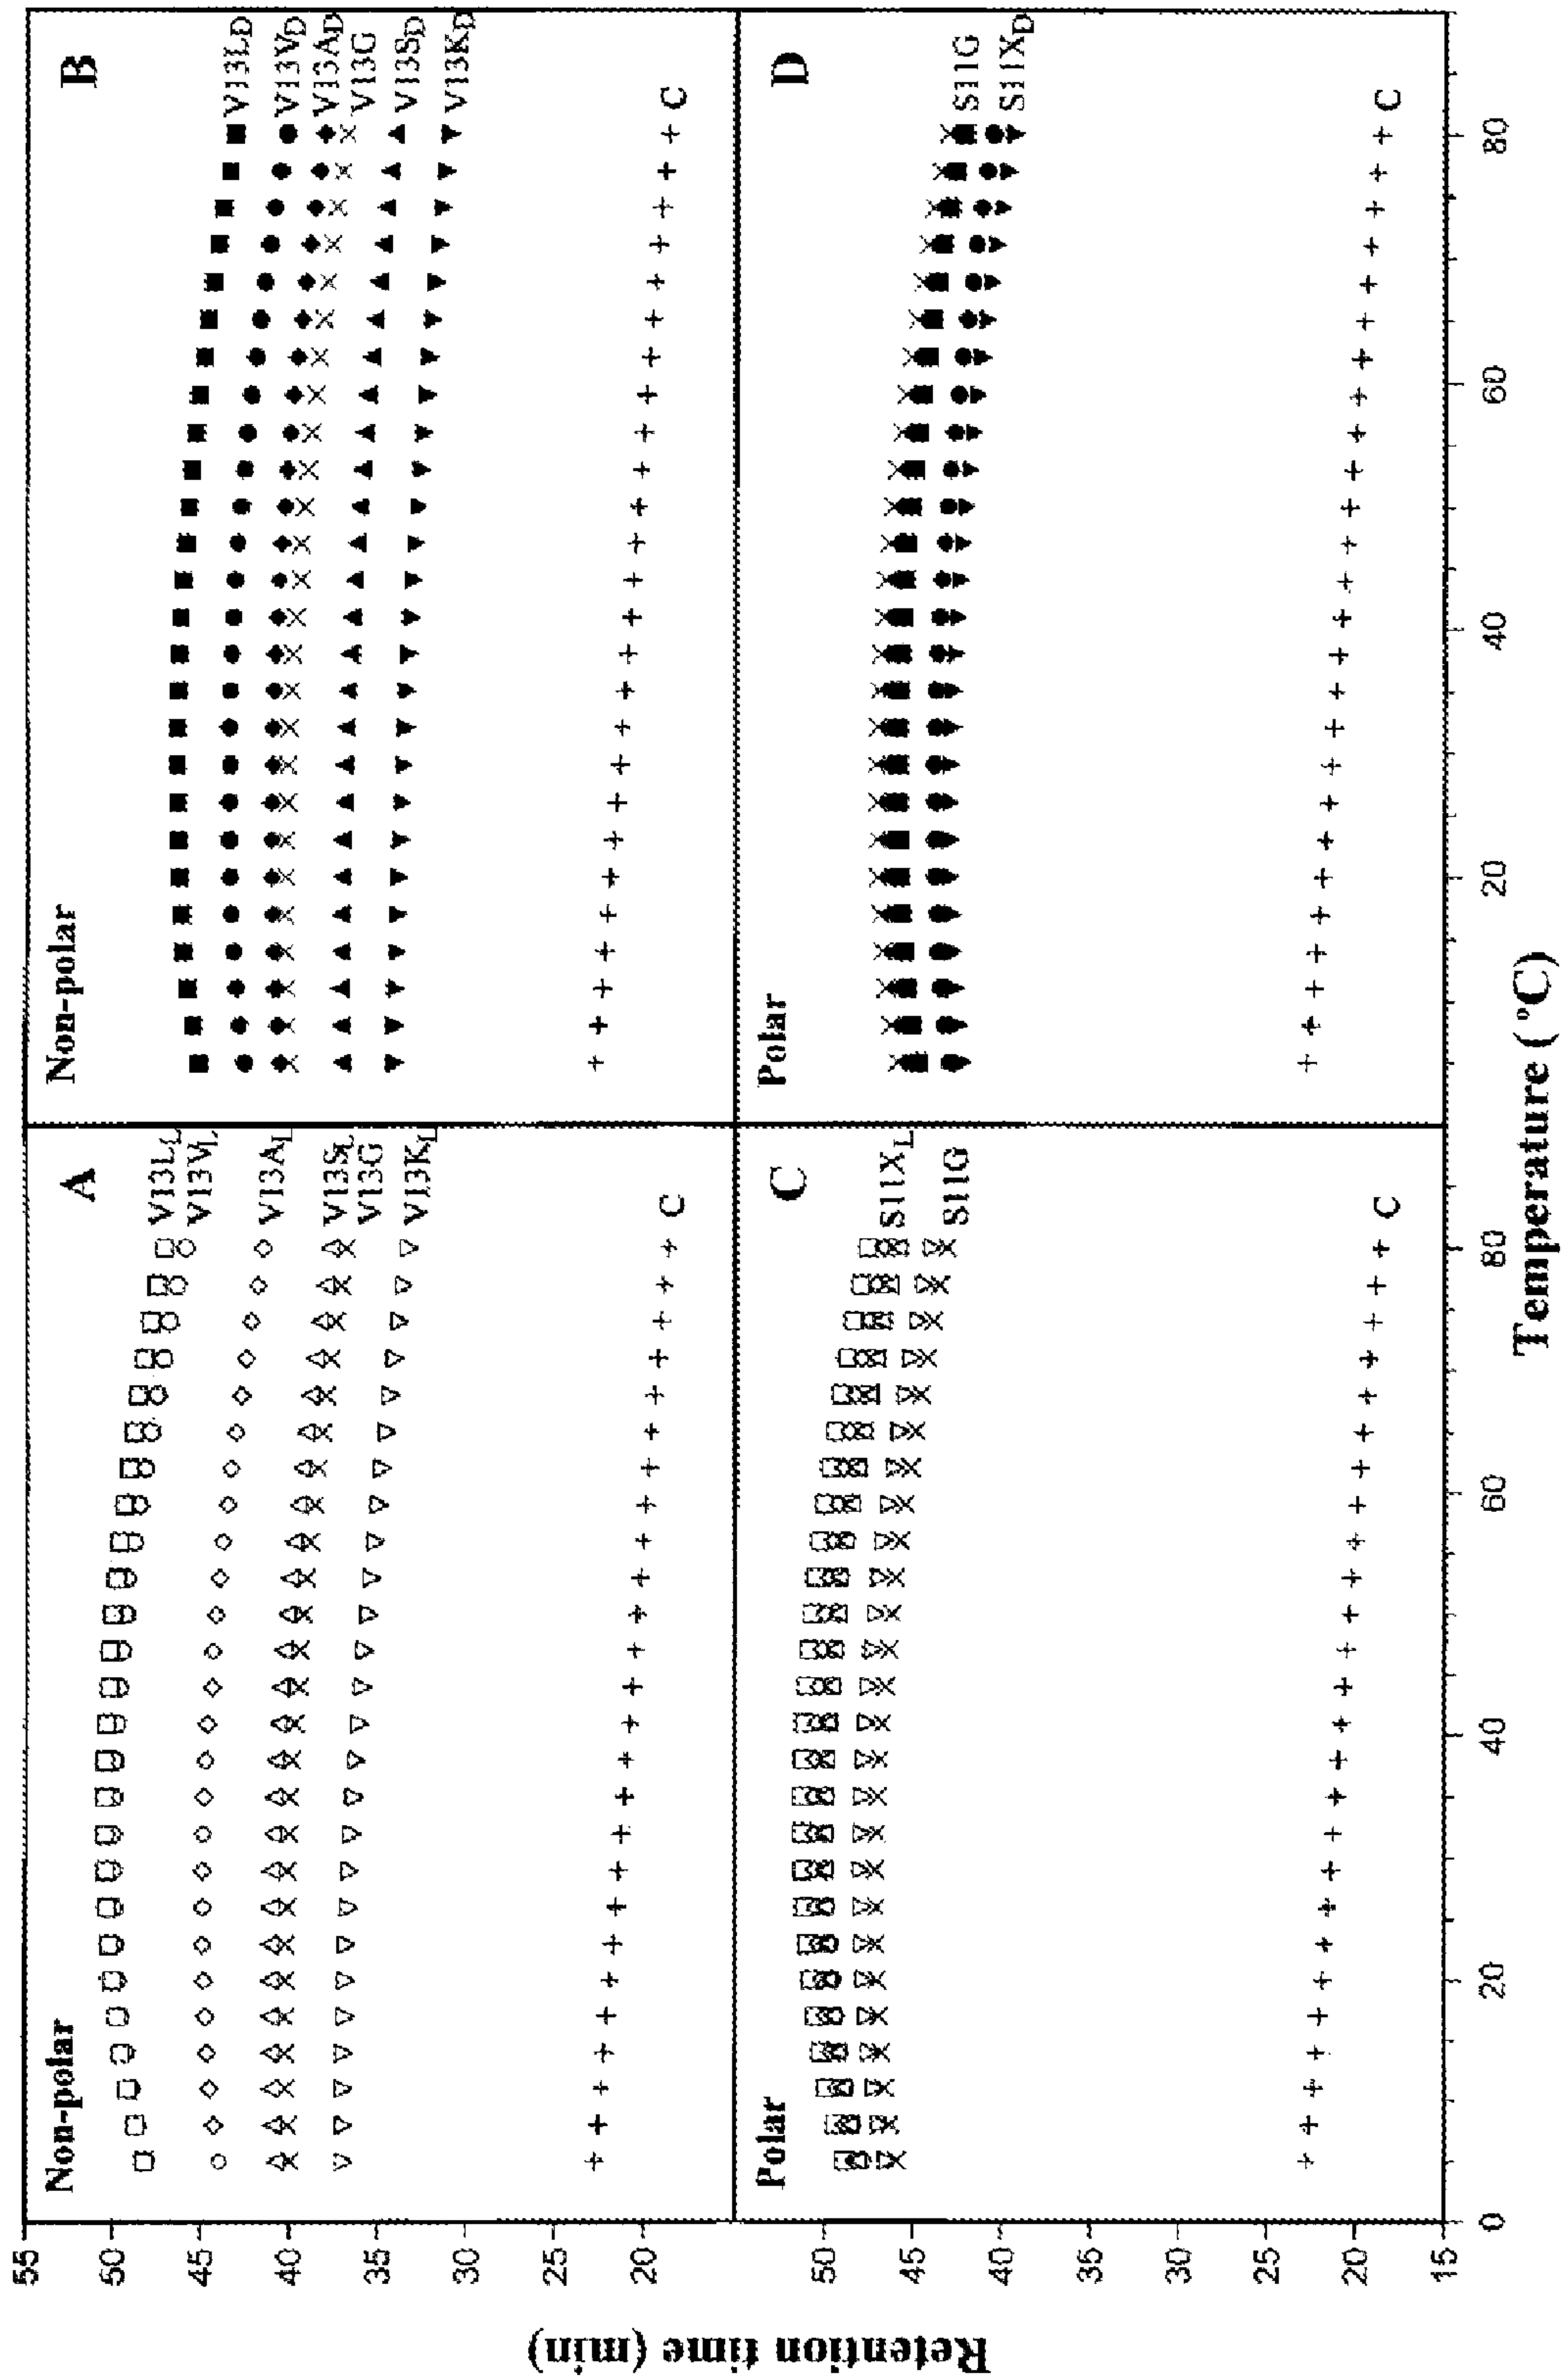 A
Non-polar
V13L_L
V13V_L
V13A_L
V13S_L
V13G
V13K_L
C
B
Non-polar
V13L_D
V13V_D
V13A_D
V13G
V13S_D
V13K_D
C
C
Polar
S11X_L
S11G
C
D
Polar
S11G
S11X_D
C
55
50
45
40
35
30
25
20
50
45
40
35
30
25
20
15
0
20
40
60
80
20
40
60
80
Retention time (min)
Temperature ( °C)